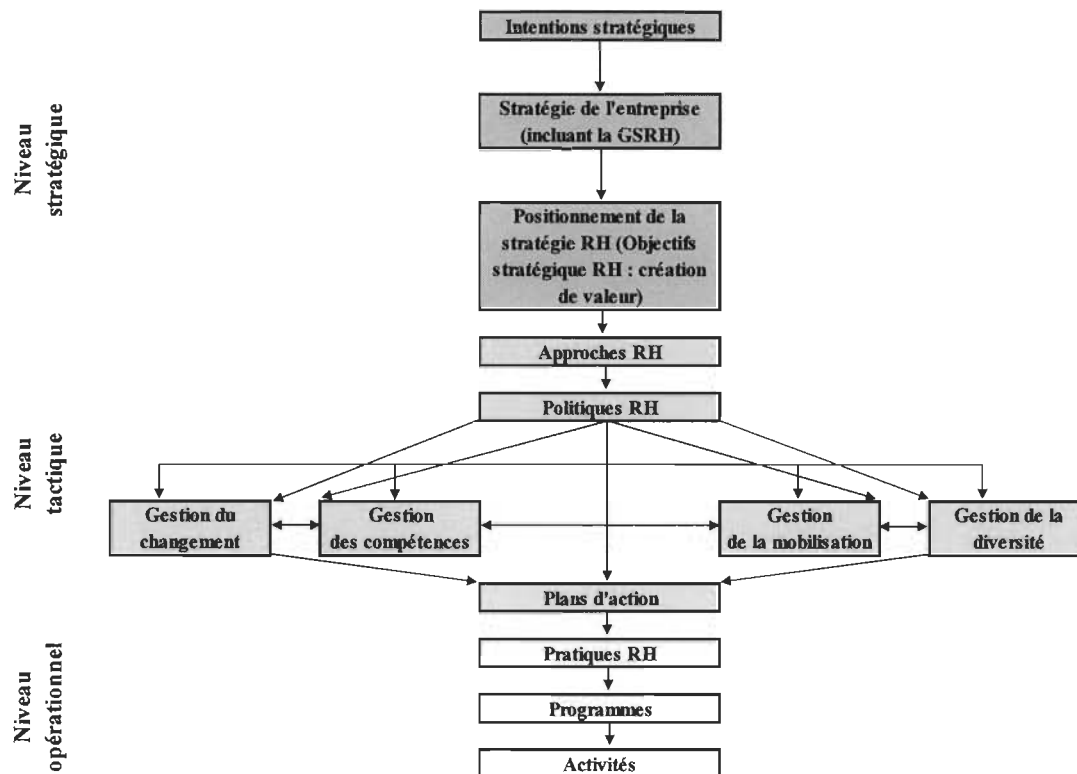 Intentions stratégiques
Niveau
stratégique
Stratégie de l'entreprise
(incluant la GSRH)
Positionnement de la
stratégie RH (Objectifs
stratégique RH : création
de valeur)
Approches RH
Politiques RH
Niveau
tactique
Gestion du
changement
Gestion
des compétences
Gestion
de la mobilisation
Gestion de la
diversité
Plans d'action
Niveau
opérationnel
Pratiques RH
Programmes
Activités